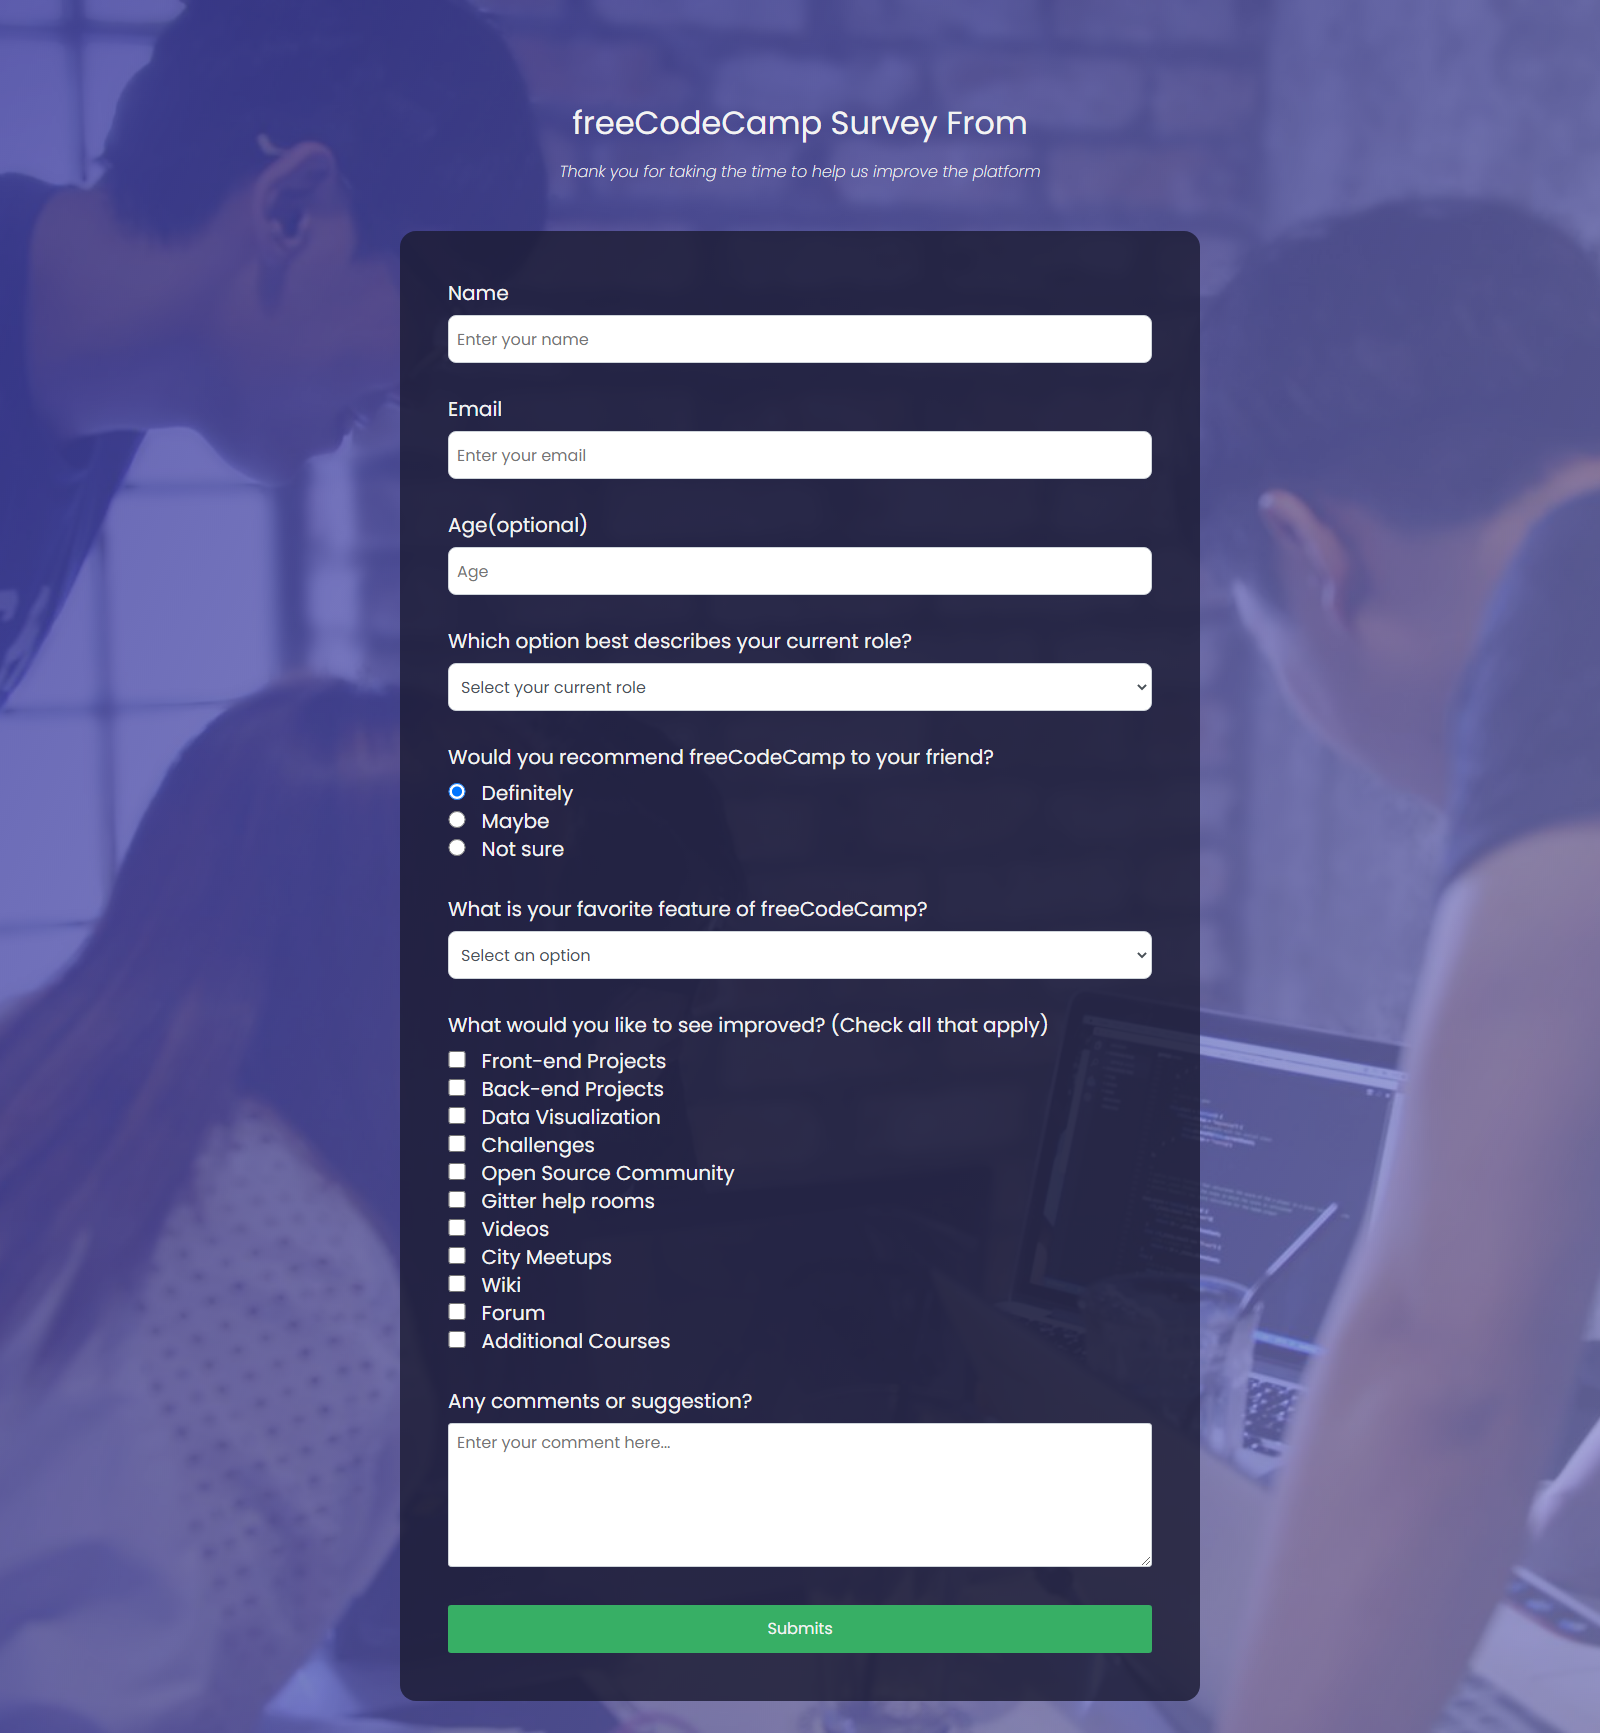 freeCodeCamp Survey From
Thank you for taking the time to help us improve the platform
Name
Enter your name
Email
Enter your email
Age(optional)
Age
Which option best describes your current role?
Select your current role
Would you recommend freeCodeCamp to your friend?
Definitely
Maybe
Not sure
What is your favorite feature of freeCodeCamp?
Select an option
What would you like to see improved? (Check all that apply)
Front-end Projects
Back-end Projects
Data Visualization
Challenges
Open Source Community
Gitter help rooms
Videos
City Meetups
Wiki
Forum
Additional Courses
Any comments or suggestion?
Enter your comment here...
Submits